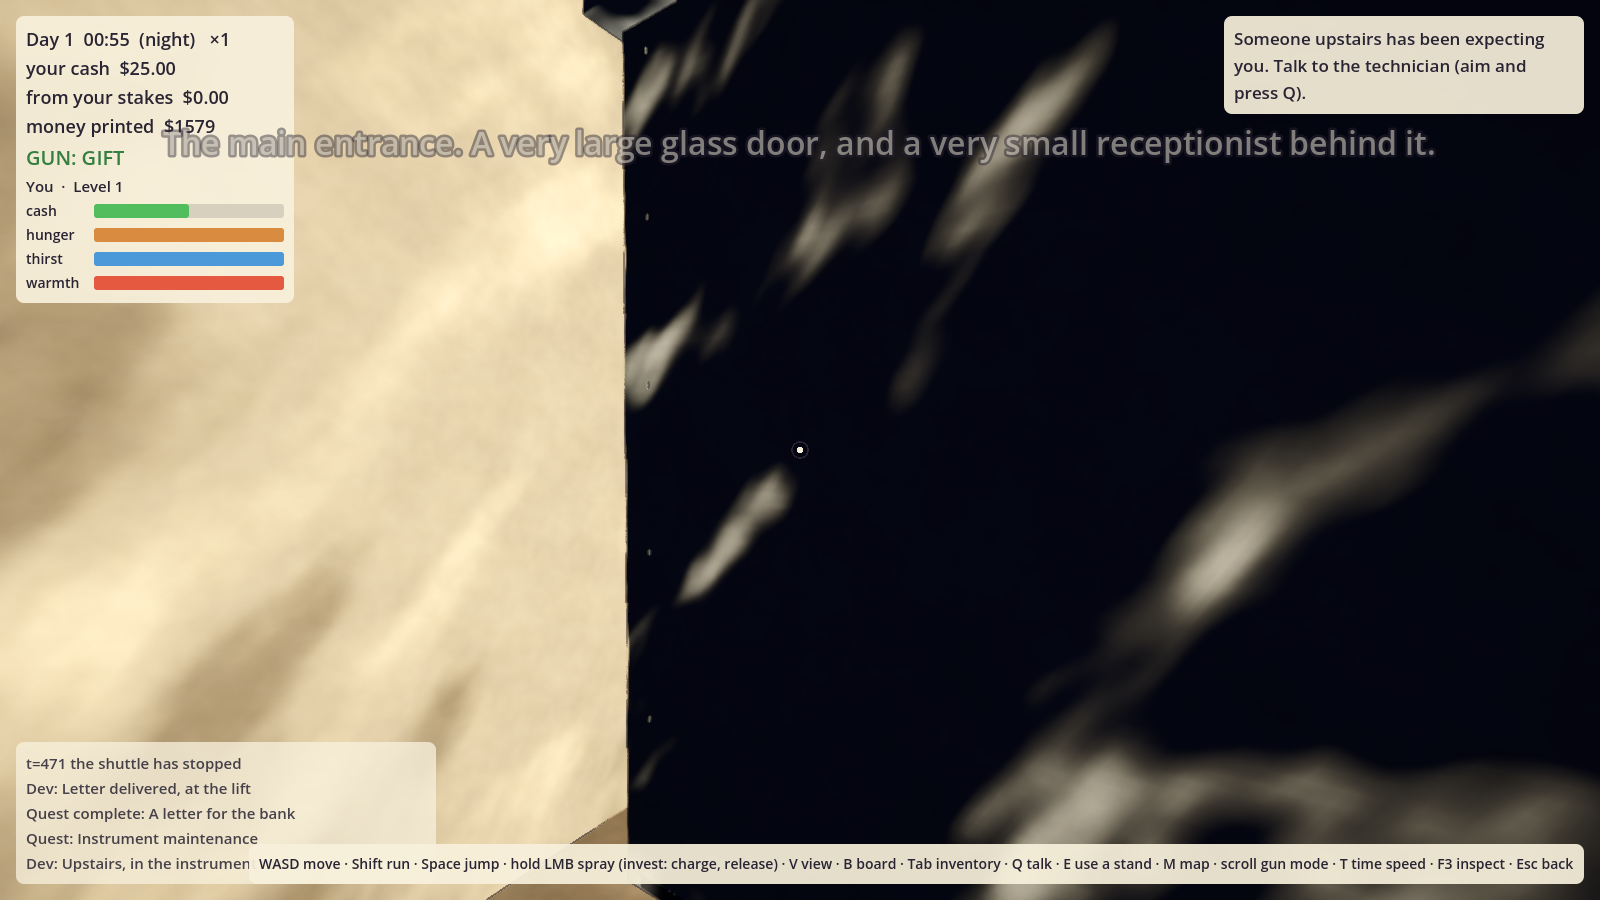 Day 1 00:55 (night) ×1
your cash $25.00
from your stakes $0.00
money printed $1579
GUN: GIFT
You · Level 1
cash
hunger
thirst
warmth
Someone upstairs has been expecting
you. Talk to the technician (aim and
press Q).
The main entrance. A very large glass door, and a very small receptionist behind it.
t=471 the shuttle has stopped
Dev: Letter delivered, at the lift
Quest complete: A letter for the bank
Quest: Instrument maintenance
Dev: Upstairs, in the instrumen
WASD move · Shift run · Space jump · hold LMB spray (invest: charge, release) · V view · B board · Tab inventory · Q talk · E use a stand · M map · scroll gun mode · T time speed · F3 inspect · Esc back